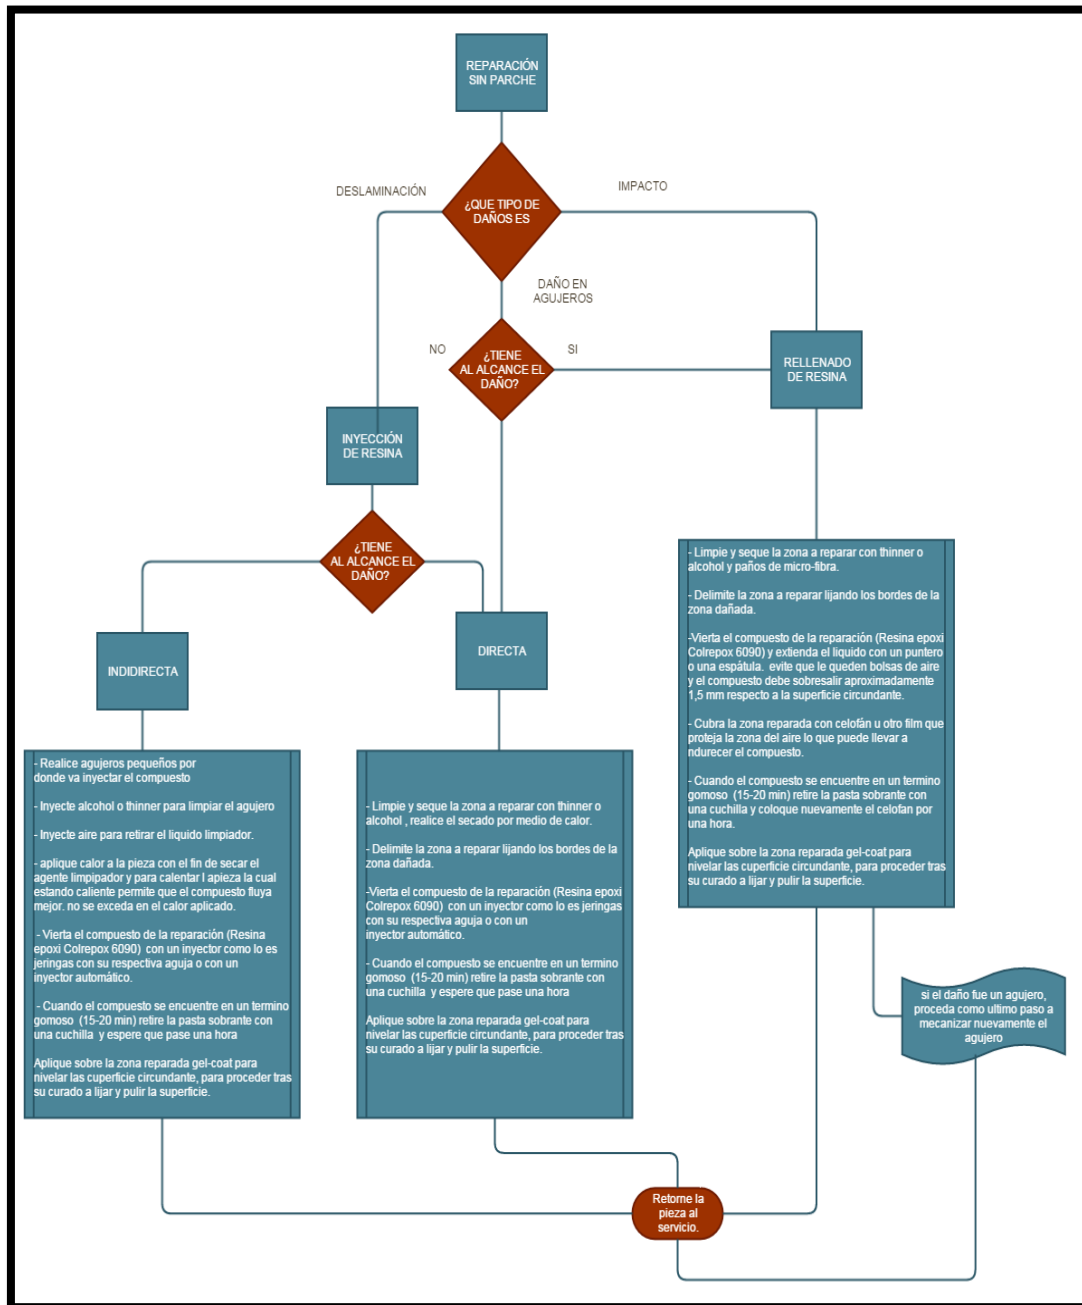 REPARACIÓN
SIN PARCHE
DESLAMINACIÓN
IMPACTO
¿QUE TIPO DE
DAÑOS ES
DAÑO EN
AGUJEROS
NO
SI
¿TIENE
AL ALCANCE EL
DAÑO?
RELLENADO
DE RESINA
INYECCIÓN
DE RESINA
¿TIENE
AL ALCANCE EL
DAÑO?
INDIDIRECTA
DIRECTA
- Limpie y seque la zona a reparar con thinner o
alcohol y paños de micro-fibra.
- Delimite la zona a reparar lijando los bordes de la
zona dañada.
-Vierta el compuesto de la reparación (Resina epoxi
Colrepox 6090) y extienda el liquido con un puntero
o una espátula. evite que le queden bolsas de aire
y el compuesto debe sobresalir aproximadamente
1,5 mm respecto a la superficie circundante.
- Cubra la zona reparada con celofán u otro film que
proteja la zona del aire lo que puede llevar a
ndurecer el compuesto.
- Cuando el compuesto se encuentre en un termino
gomoso (15-20 min) retire la pasta sobrante con
una cuchilla y coloque nuevamente el celofan por
una hora.
Aplique sobre la zona reparada gel-coat para
nivelar las cuperficie circundante, para proceder tras
su curado a lijar y pulir la superficie.
- Realice agujeros pequeños por
donde va inyectar el compuesto
- Inyecte alcohol o thinner para limpiar el agujero
- Inyecte aire para retirar el liquido limpiador.
- aplique calor a la pieza con el fin de secar el
agente limpipador y para calentar l apieza la cual
estando caliente permite que el compuesto fluya
mejor. no se exceda en el calor aplicado.
- Vierta el compuesto de la reparación (Resina
epoxi Colrepox 6090) con un inyector como lo es
jeringas con su respectiva aguja o con un
inyector automático.
- Cuando el compuesto se encuentre en un termino
gomoso (15-20 min) retire la pasta sobrante con
una cuchilla y espere que pase una hora
Aplique sobre la zona reparada gel-coat para
nivelar las cuperficie circundante, para proceder tras
su curado a lijar y pulir la superficie.
- Limpie y seque la zona a reparar con thinner o
alcohol , realice el secado por medio de calor.
- Delimite la zona a reparar lijando los bordes de la
zona dañada.
-Vierta el compuesto de la reparación (Resina epoxi
Colrepox 6090) con un inyector como lo es jeringas
con su respectiva aguja o con un
inyector automático.
- Cuando el compuesto se encuentre en un termino
gomoso (15-20 min) retire la pasta sobrante con
una cuchilla y espere que pase una hora
Aplique sobre la zona reparada gel-coat para
nivelar las cuperficie circundante, para proceder tras
su curado a lijar y pulir la superficie.
si el daño fue un agujero,
proceda como ultimo paso a
mecanizar nuevamente el
agujero
Retorne la
pieza al
servicio.